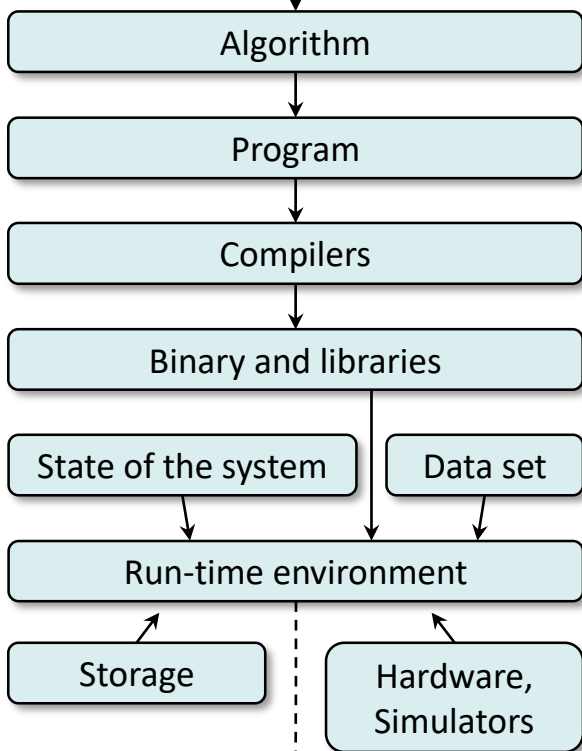 Algorithm
Program
Compilers
Binary and libraries
State of the system
Data set
Run-time environment
Storage
Hardware,
Simulators